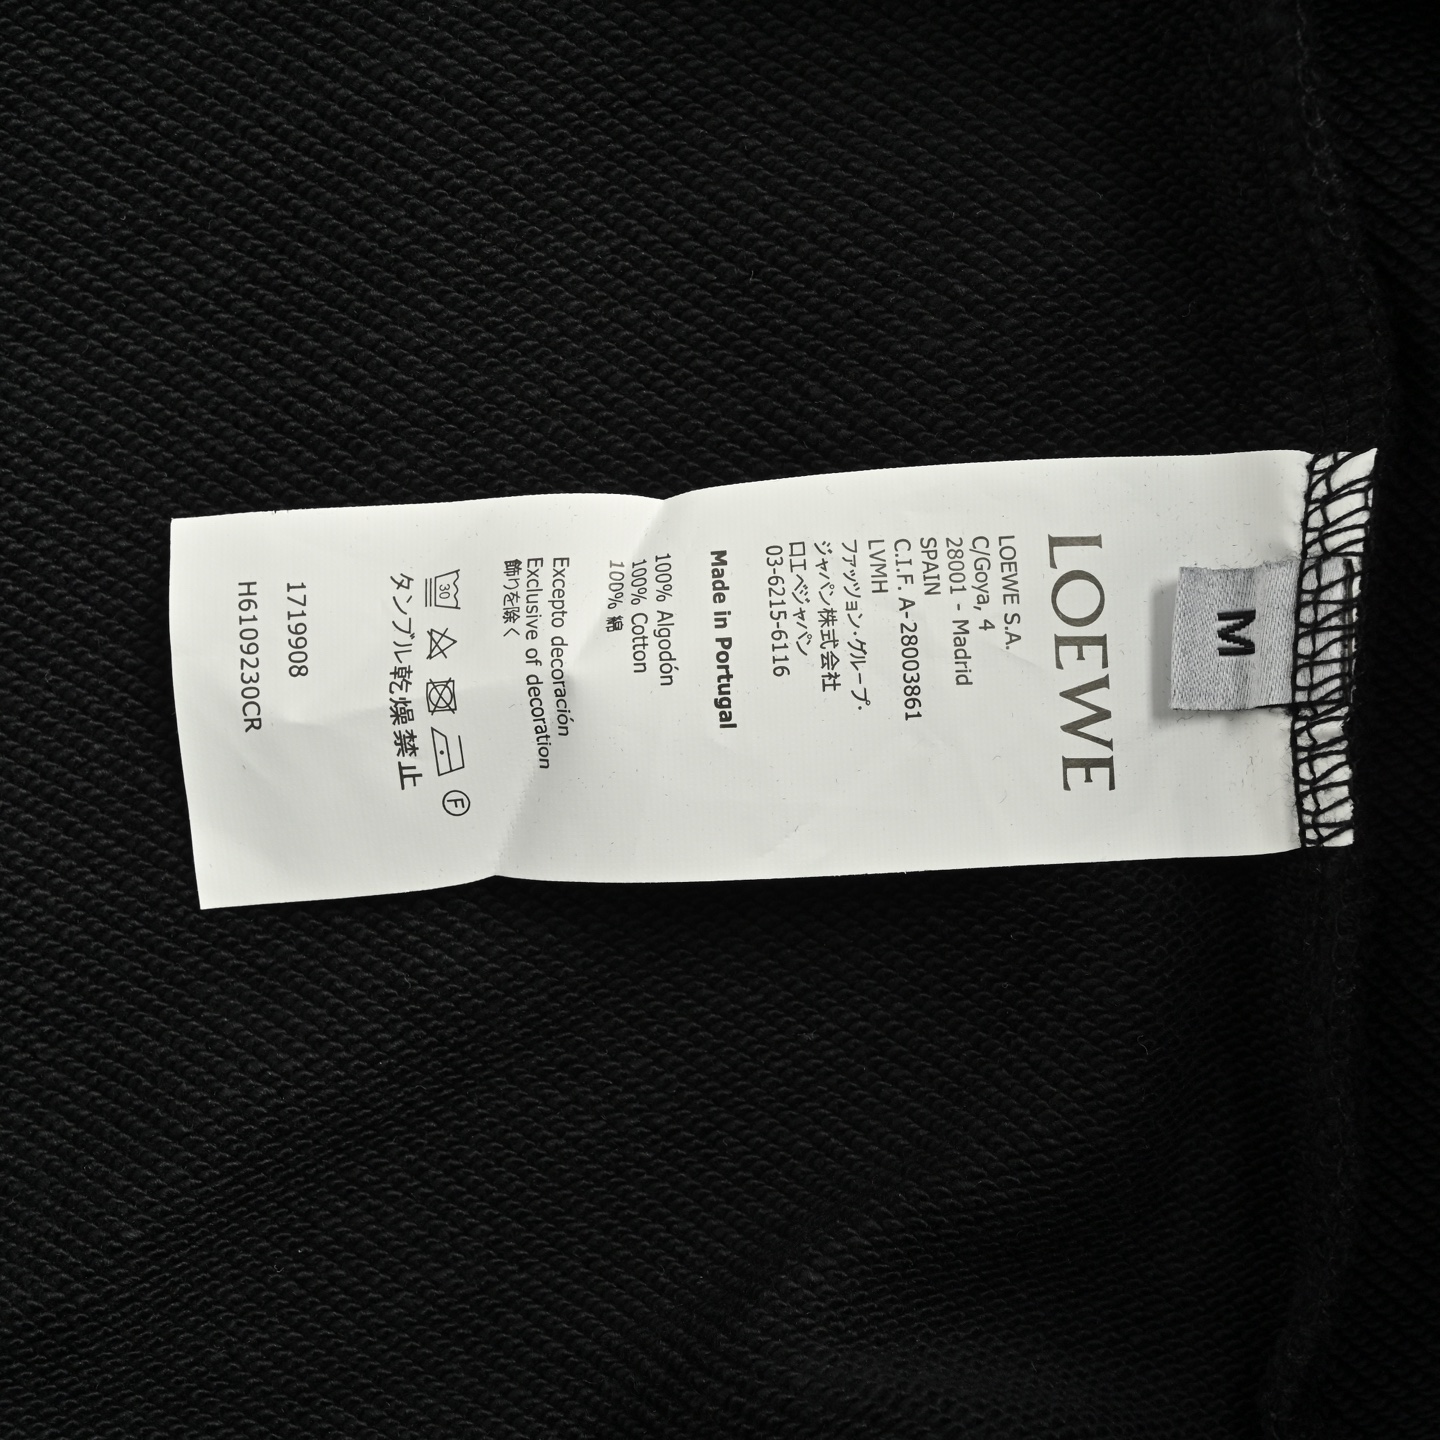 M
LOEWE
LOEWE S.A.
C/Goya, 4
28001 - Madrid
SPAIN
C.I.F. A-28003861
LVMH
ファッション・グループ・
ジャパン株式会社
ロエベジャパン
03-6215-6116
Made in Portugal
100% Algodón
100% Cotton
100% 綿
Excepto decoración
Exclusive of decoration
飾りを除く
30 F
タンブル乾燥禁止
1719908
H6109230CR